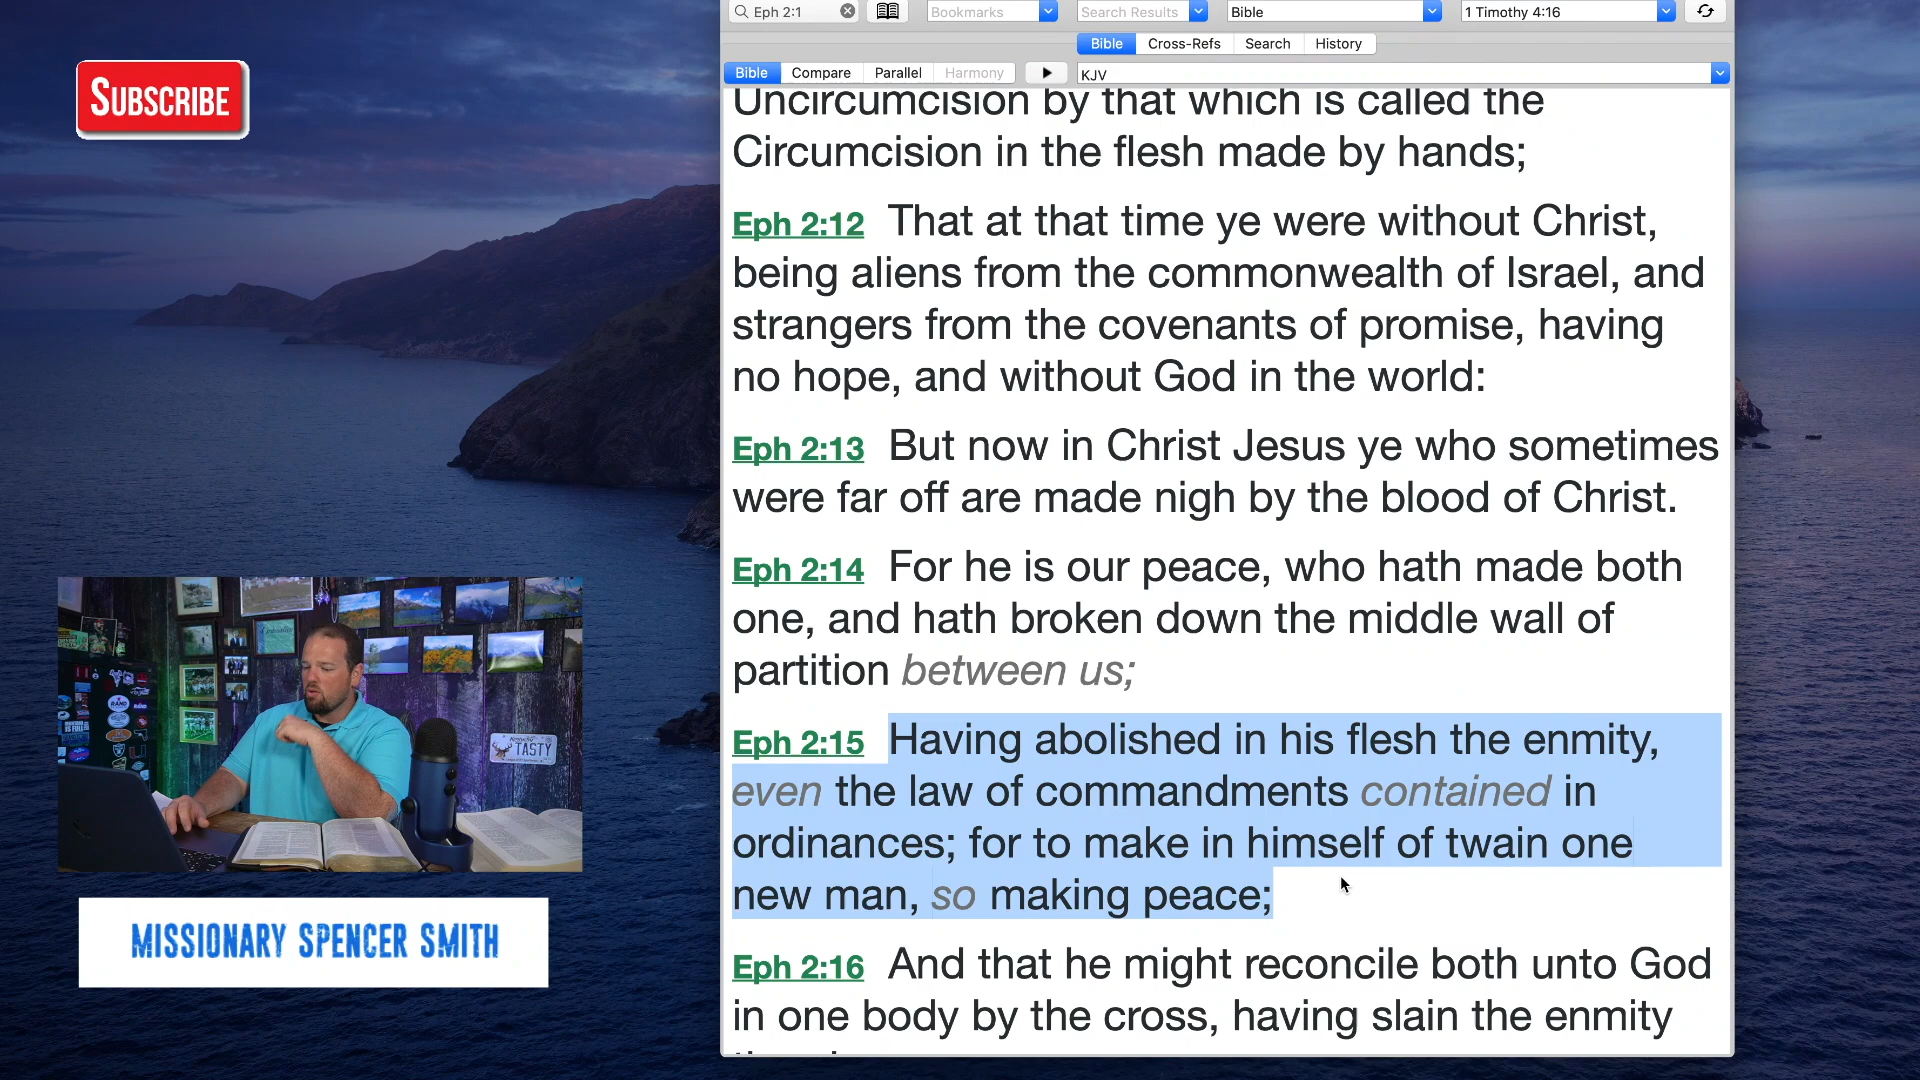 Eph 2:1
Bookmarks
Search Results
Bible
1 Timothy 4:16
Bible
Cross-Refs
Search
History
Bible
Compare
Parallel
Harmony
KJV
SUBSCRIBE
Uncircumcision by that which is called the
Circumcision in the flesh made by hands;
Eph 2:12 That at that time ye were without Christ,
being aliens from the commonwealth of Israel, and
strangers from the covenants of promise, having
no hope, and without God in the world:
Eph 2:13 But now in Christ Jesus ye who sometimes
were far off are made nigh by the blood of Christ.
Eph 2:14 For he is our peace, who hath made both
one, and hath broken down the middle wall of
partition between us;
Eph 2:15 Having abolished in his flesh the enmity,
even the law of commandments contained in
ordinances; for to make in himself of twain one
new man, so making peace;
Eph 2:16 And that he might reconcile both unto God
in one body by the cross, having slain the enmity
TASTY
MISSIONARY SPENCER SMITH